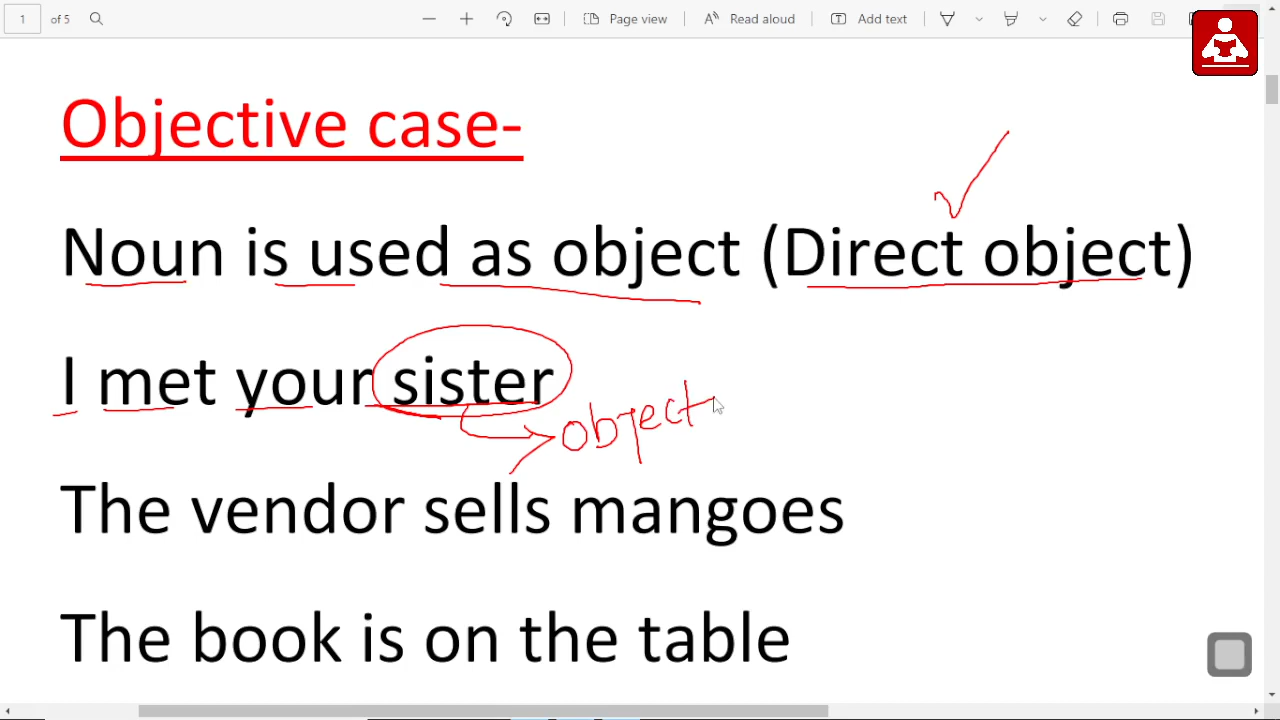 1 of 5 Page view Read aloud Add text
Objective case-
Noun is used as object (Direct object)
I met your sister
object
The vendor sells mangoes
The book is on the table